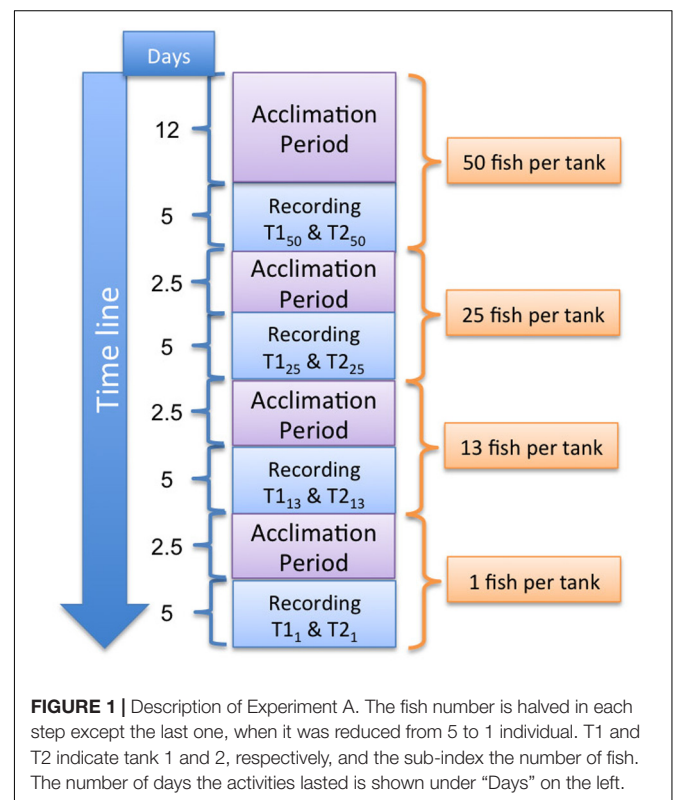 Days
Time line
12
Acclimation
Period
50 fish per tank
5
Recording
T1₅₀ & T2₅₀
2.5
Acclimation
Period
25 fish per tank
5
Recording
T1₂₅ & T2₂₅
2.5
Acclimation
Period
13 fish per tank
5
Recording
T1₁₃ & T2₁₃
2.5
Acclimation
Period
1 fish per tank
5
Recording
T1₁ & T2₁
FIGURE 1 | Description of Experiment A. The fish number is halved in each
step except the last one, when it was reduced from 5 to 1 individual. T1 and
T2 indicate tank 1 and 2, respectively, and the sub-index the number of fish.
The number of days the activities lasted is shown under “Days” on the left.